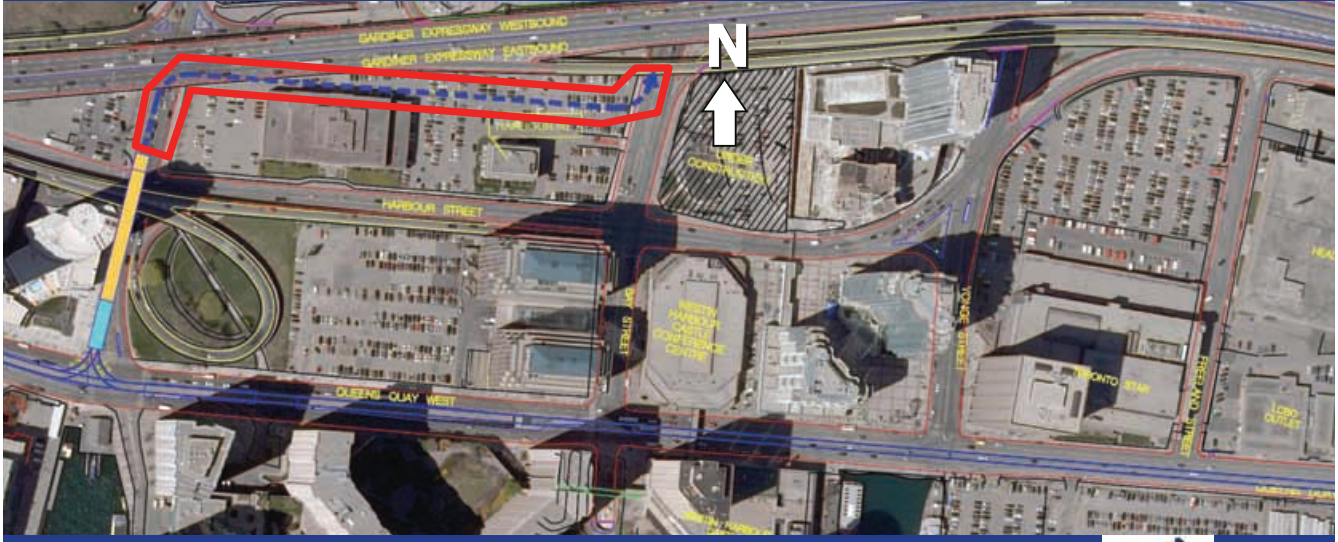 GARDINER EXPRESSWAY WESTBOUND
GARDINER EXPRESSWAY EASTBOUND
N
UNDER
CONSTRUCTION
HARBOUR STREET
BAY STREET
WESTIN
HARBOUR
CASTLE
CONFERENCE
CENTRE
YONGE STREET
TORONTO STAR
FREELAND STREET
LCBO
OUTLET
QUEENS QUAY WEST